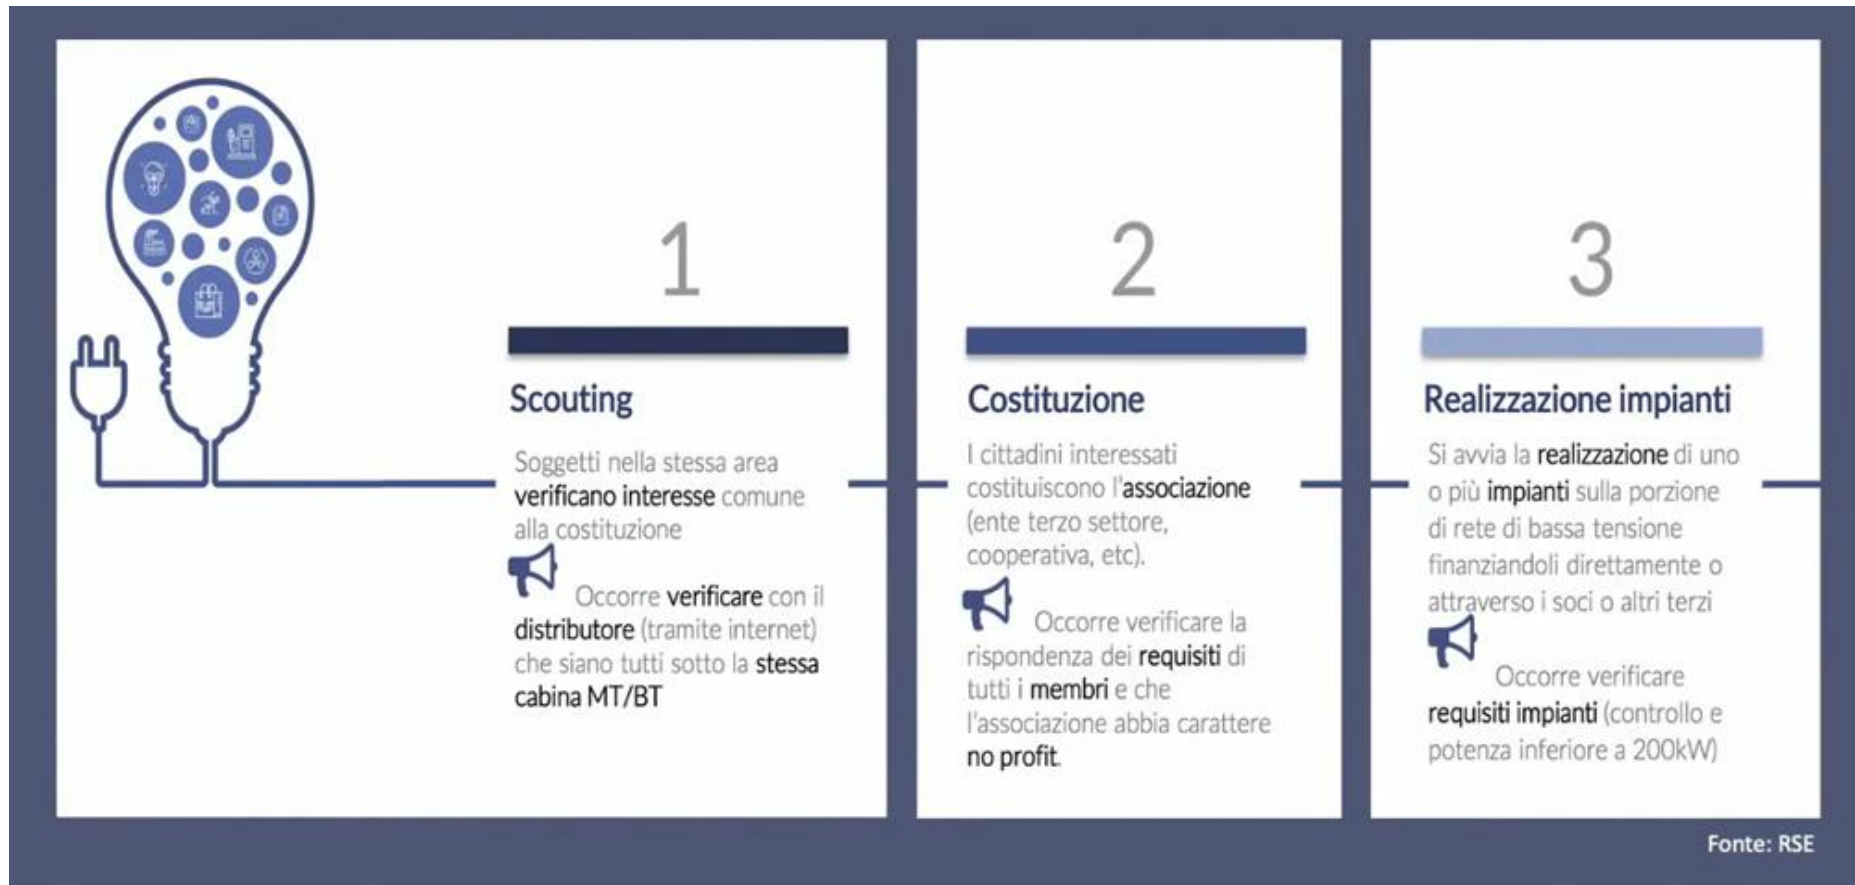 1
Scouting
Soggetti nella stessa area
verificano interesse comune
alla costituzione
Occorre verificare con il
distributore (tramite internet)
che siano tutti sotto la stessa
cabina MT/BT
2
Costituzione
I cittadini interessati
costituiscono l'associazione
(ente terzo settore,
cooperativa, etc).
Occorre verificare la
rispondenza dei requisiti di
tutti i membri e che
l'associazione abbia carattere
no profit.
3
Realizzazione impianti
Si avvia la realizzazione di uno
o più impianti sulla porzione
di rete di bassa tensione
finanziandoli direttamente o
attraverso i soci o altri terzi
Occorre verificare
requisiti impianti (controllo e
potenza inferiore a 200kW)
Fonte: RSE